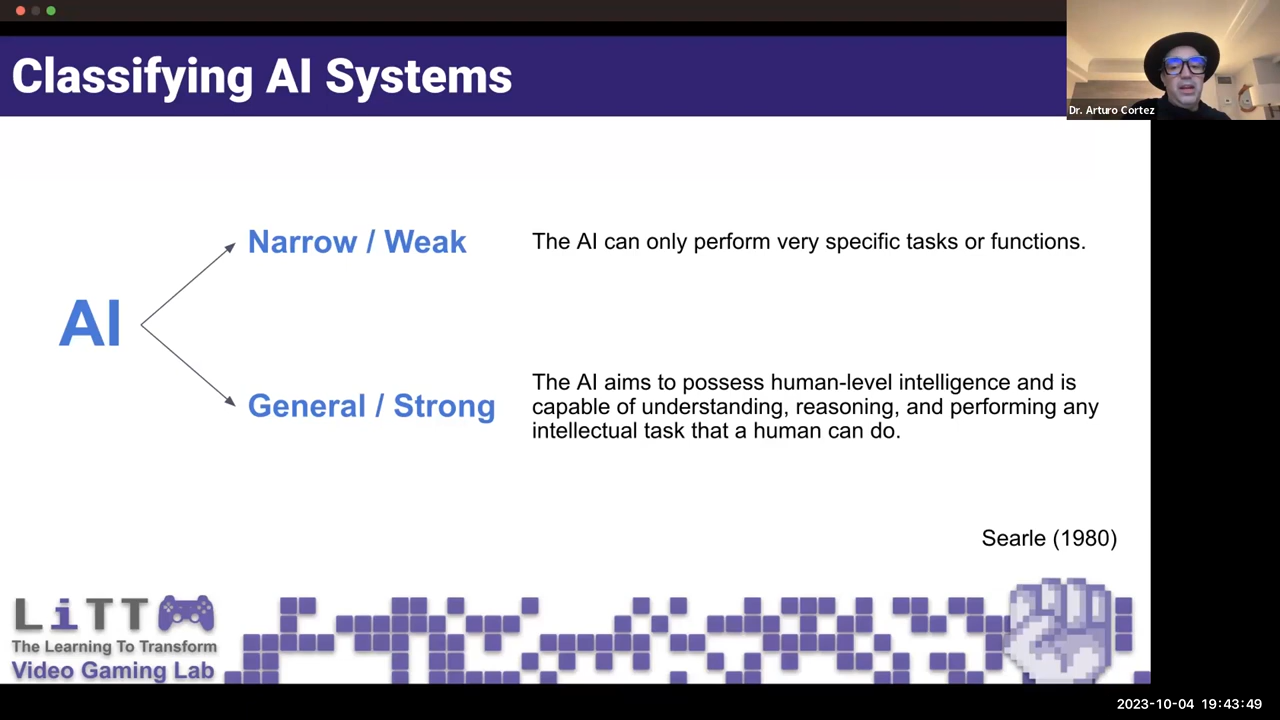 Classifying AI Systems
Dr. Arturo Cortez
AI
Narrow / Weak
The AI can only perform very specific tasks or functions.
General / Strong
The AI aims to possess human-level intelligence and is
capable of understanding, reasoning, and performing any
intellectual task that a human can do.
Searle (1980)
LiTT
The Learning To Transform
Video Gaming Lab
2023-10-04 19:43:49